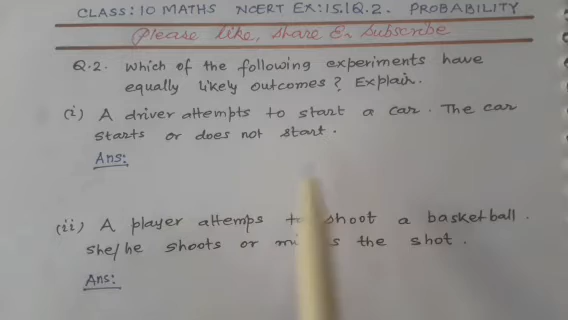 CLASS: 10 MATHS NCERT EX: 15.1 Q.2. PROBABILITY
Please like, share & Subscribe
Q.2. Which of the following experiments have
equally likely outcomes? Explain.
(i) A driver attempts to start a car. The car
starts or does not start.
Ans:
(ii) A player attemps to shoot a basketball.
She/he shoots or the shot.
Ans: